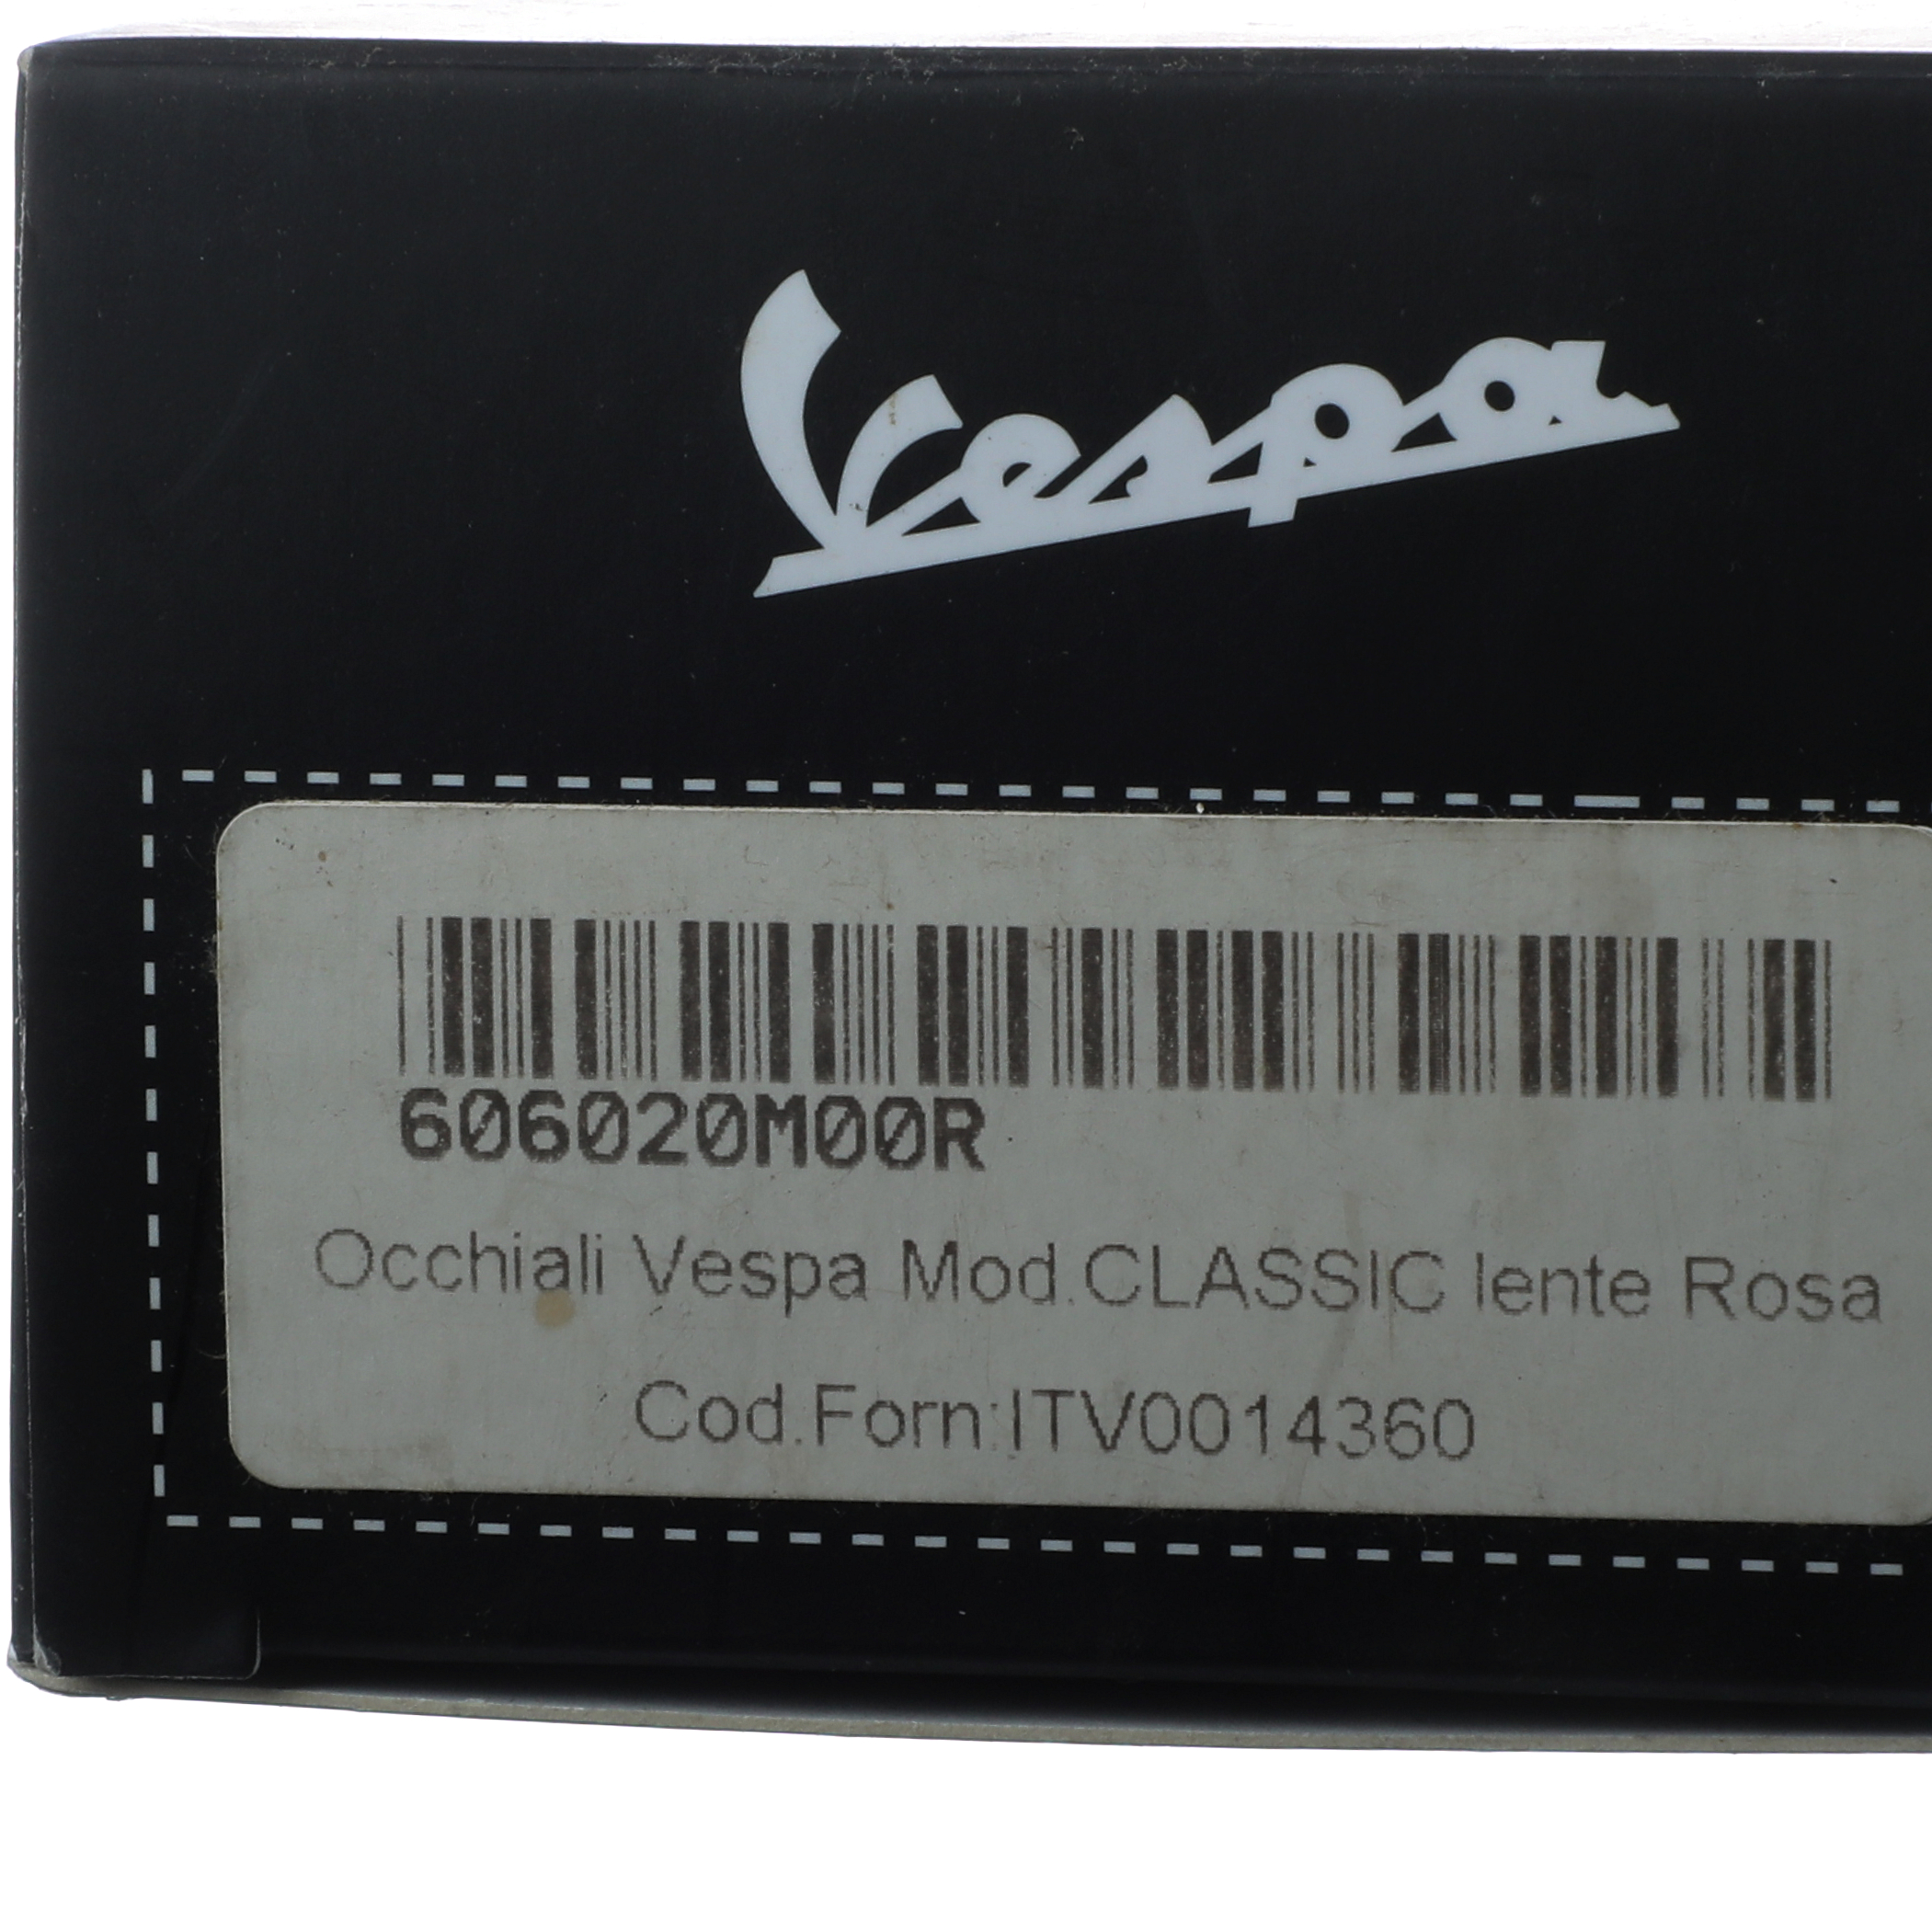 Vespa
606020M00R
Occhiali Vespa Mod.CLASSIC lente Rosa
Cod.Forn:ITV0014360